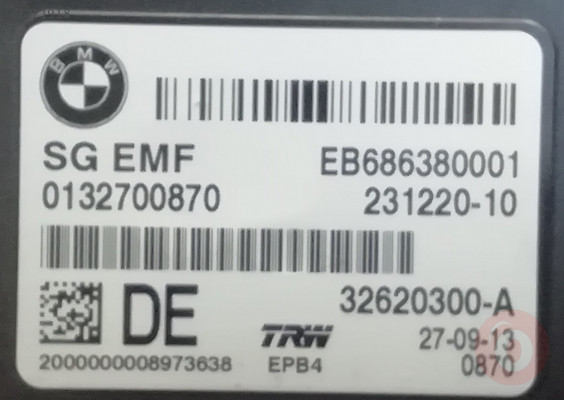 BMW
SG EMF EB686380001
0132700870 231220-10
32620300-A
DE TRW 27-09-13
2000000008973638 EPB4 0870